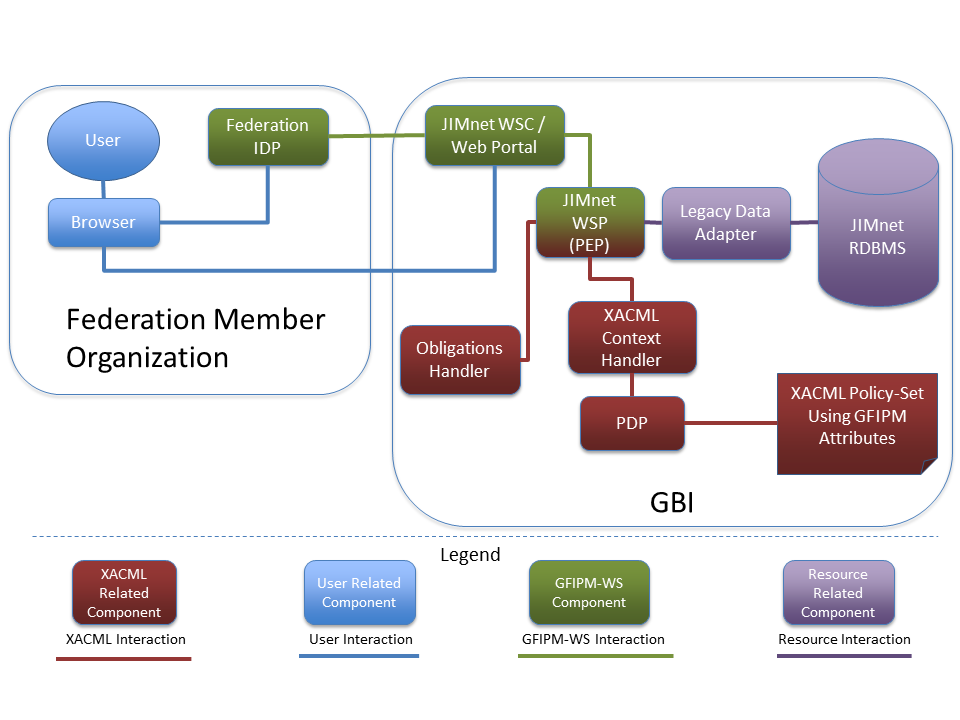 User
Federation
IDP
Browser
Federation Member
Organization
JIMnet WSC /
Web Portal
JIMnet
WSP
(PEP)
Legacy Data
Adapter
JIMnet
RDBMS
Obligations
Handler
XACML
Context
Handler
PDP
XACML Policy-Set
Using GFIPM
Attributes
GBI
Legend
XACML
Related
Component
XACML Interaction
User Related
Component
User Interaction
GFIPM-WS
Component
GFIPM-WS Interaction
Resource
Related
Component
Resource Interaction